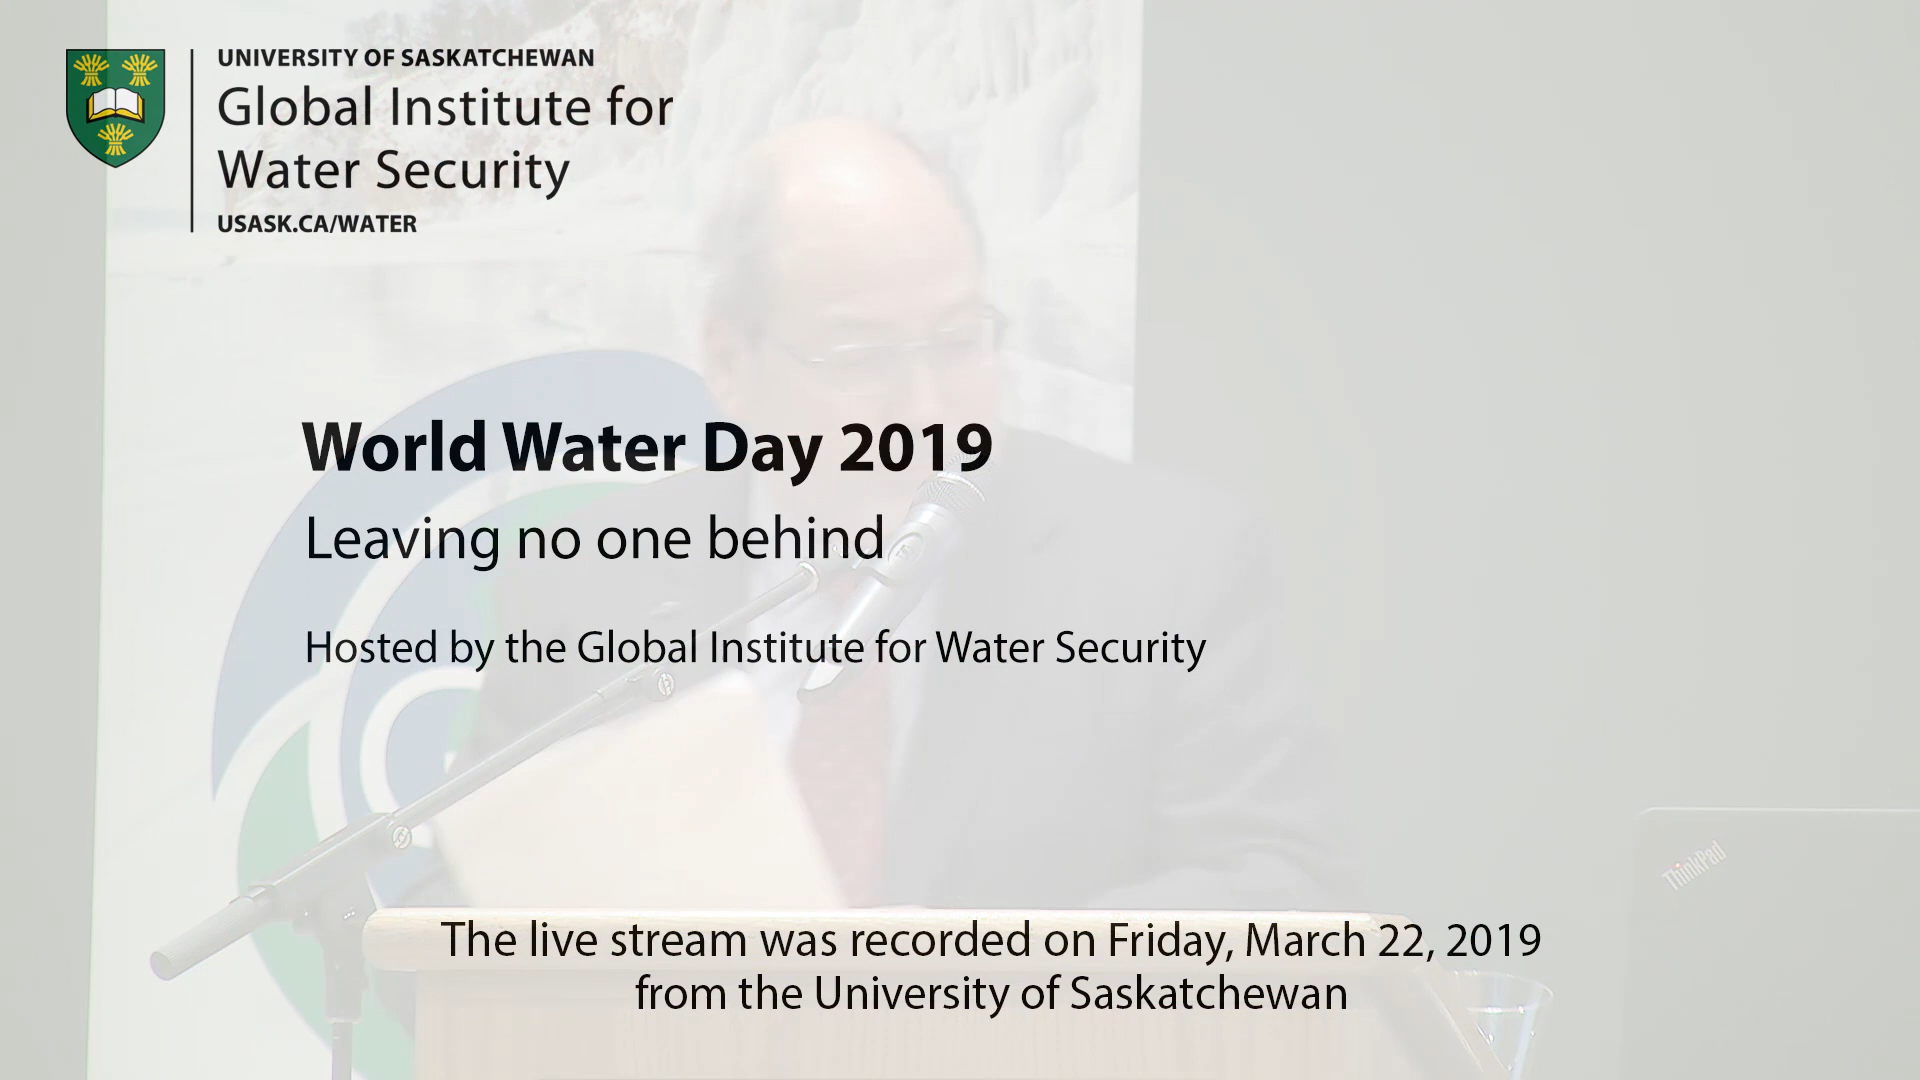 UNIVERSITY OF SASKATCHEWAN
Global Institute for
Water Security
USASK.CA/WATER
World Water Day 2019
Leaving no one behind
Hosted by the Global Institute for Water Security
ThinkPad
The live stream was recorded on Friday, March 22, 2019
from the University of Saskatchewan